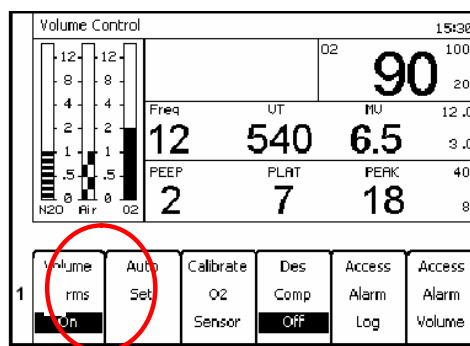 Volume Control 15:30
12 12
8 8
4 4
2 2
1 1
.5 .5
0 0
N2O Air O2
O2 100
90
20
Freq VT MV 12.0
12 540 6.5
3.0
PEEP PLAT PEAK 40
2 7 18
8
1
Volume
rms
On
Auto
Set
Calibrate
O2
Sensor
Des
Comp
Off
Access
Alarm
Log
Access
Alarm
Volume